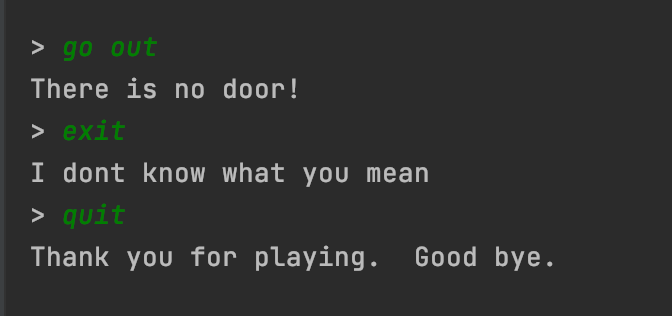 > go out
There is no door!
> exit
I dont know what you mean
> quit
Thank you for playing.  Good bye.